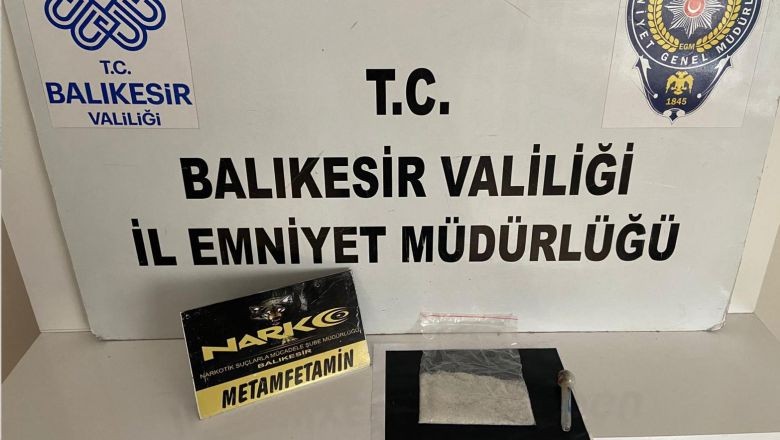 T.C.
BALIKESİR
VALİLİĞİ
EMNİYET GENEL MÜDÜRL
EGM
1845
T.C.
BALIKESİR VALİLİĞİ
İL EMNİYET MÜDÜRLÜĞÜ
NARKO
NARKOTİK SUÇLARLA MÜCADELE ŞUBE MÜDÜRLÜĞÜ
BALIKESİR
METAMFETAMİN